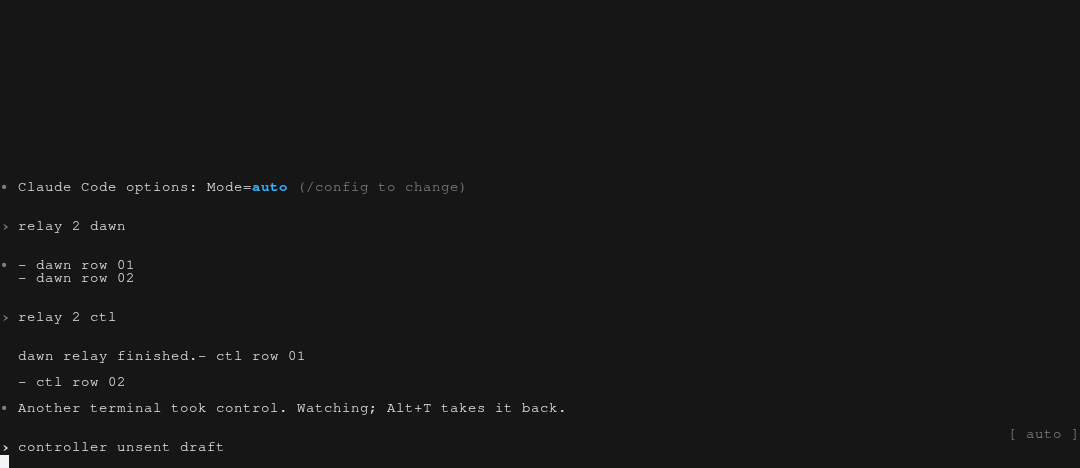 • Claude Code options: Mode=auto (/config to change)
› relay 2 dawn
• - dawn row 01
- dawn row 02
› relay 2 ctl
dawn relay finished.- ctl row 01
- ctl row 02
• Another terminal took control. Watching; Alt+T takes it back.
[ auto ]
› controller unsent draft